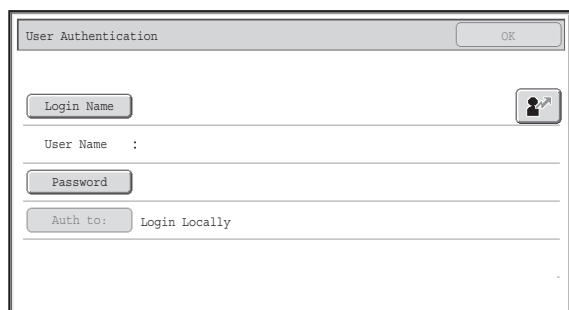 User Authentication OK
Login Name
User Name :
Password
Auth to: Login Locally